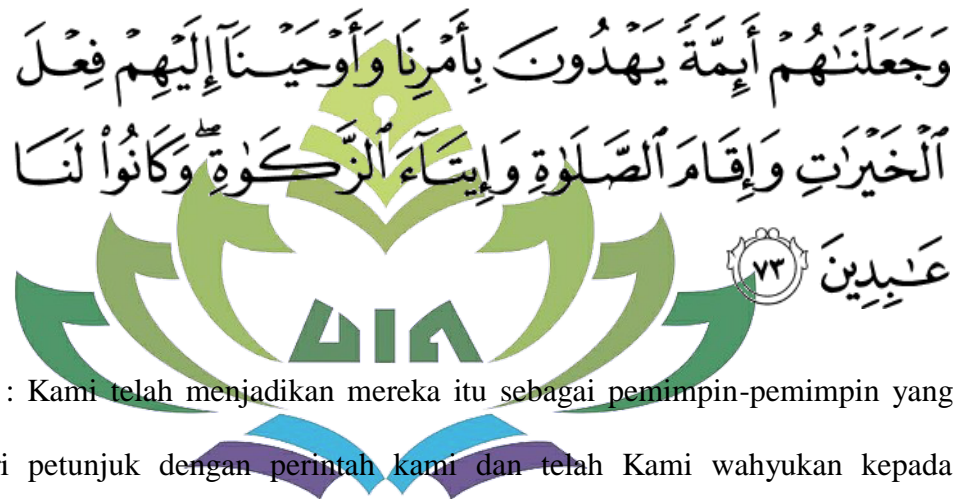 وَجَعَلْنَـٰهُمْ أَئِمَّةً يَهْدُونَ بِأَمْرِنَا وَأَوْحَيْنَآ إِلَيْهِمْ فِعْلَ
ٱلْخَيْرَٰتِ وَإِقَامَ ٱلصَّلَوٰةِ وَإِيتَآءَ ٱلزَّكَوٰةِ ۖ وَكَانُوا۟ لَنَا
عَـٰبِدِينَ ٧٣
: Kami telah menjadikan mereka itu sebagai pemimpin-pemimpin yang
ri petunjuk dengan perintah kami dan telah Kami wahyukan kepada